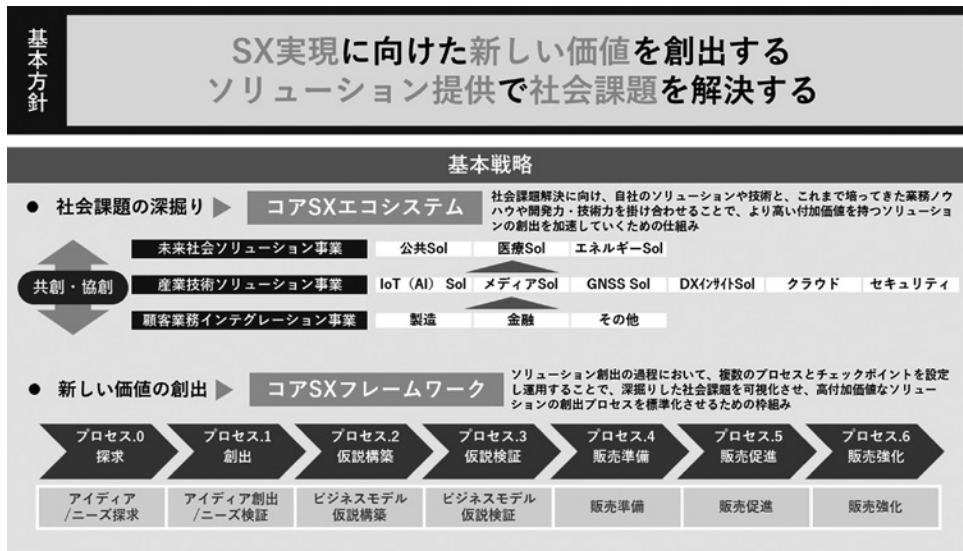 基本方針
SX実現に向けた新しい価値を創出する
ソリューション提供で社会課題を解決する
基本戦略
● 社会課題の深掘り
コアSXエコシステム
社会課題解決に向け、自社のソリューションや技術と、これまで培ってきた業務ノウ
ハウや開発力・技術力を掛け合わせることで、より高い付加価値を持つソリューショ
ンの創出を加速していくための仕組み
共創・協創
未来社会ソリューション事業
公共Sol
医療Sol
エネルギーSol
産業技術ソリューション事業
IoT（AI）Sol
メディアSol
GNSS Sol
DXインサイトSol
クラウド
セキュリティ
顧客業務インテグレーション事業
製造
金融
その他
● 新しい価値の創出
コアSXフレームワーク
ソリューション創出の過程において、複数のプロセスとチェックポイントを設定
し運用することで、深掘りした社会課題を可視化させ、高付加価値なソリュー
ションの創出プロセスを標準化させるための枠組み
プロセス.0
探求
プロセス.1
創出
プロセス.2
仮説構築
プロセス.3
仮説検証
プロセス.4
販売準備
プロセス.5
販売促進
プロセス.6
販売強化
アイディア
/ニーズ探求
アイディア創出
/ニーズ検証
ビジネスモデル
仮説構築
ビジネスモデル
仮説検証
販売準備
販売促進
販売強化